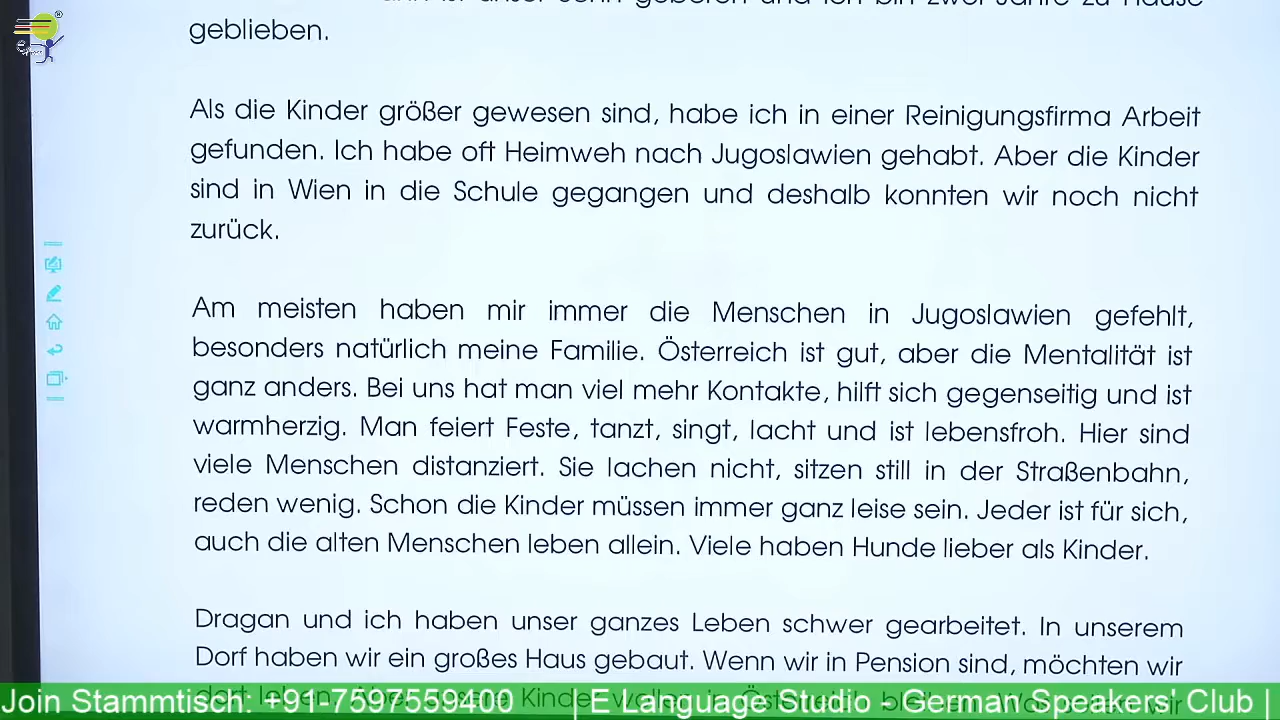 geblieben.
Als die Kinder größer gewesen sind, habe ich in einer Reinigungsfirma Arbeit
gefunden. Ich habe oft Heimweh nach Jugoslawien gehabt. Aber die Kinder
sind in Wien in die Schule gegangen und deshalb konnten wir noch nicht
zurück.
Am meisten haben mir immer die Menschen in Jugoslawien gefehlt,
besonders natürlich meine Familie. Österreich ist gut, aber die Mentalität ist
ganz anders. Bei uns hat man viel mehr Kontakte, hilft sich gegenseitig und ist
warmherzig. Man feiert Feste, tanzt, singt, lacht und ist lebensfroh. Hier sind
viele Menschen distanziert. Sie lachen nicht, sitzen still in der Straßenbahn,
reden wenig. Schon die Kinder müssen immer ganz leise sein. Jeder ist für sich,
auch die alten Menschen leben allein. Viele haben Hunde lieber als Kinder.
Dragan und ich haben unser ganzes Leben schwer gearbeitet. In unserem
Dorf haben wir ein großes Haus gebaut. Wenn wir in Pension sind, möchten wir
Join Stammtisch: +91-7597559400 | E Language Studio - German Speakers' Club |